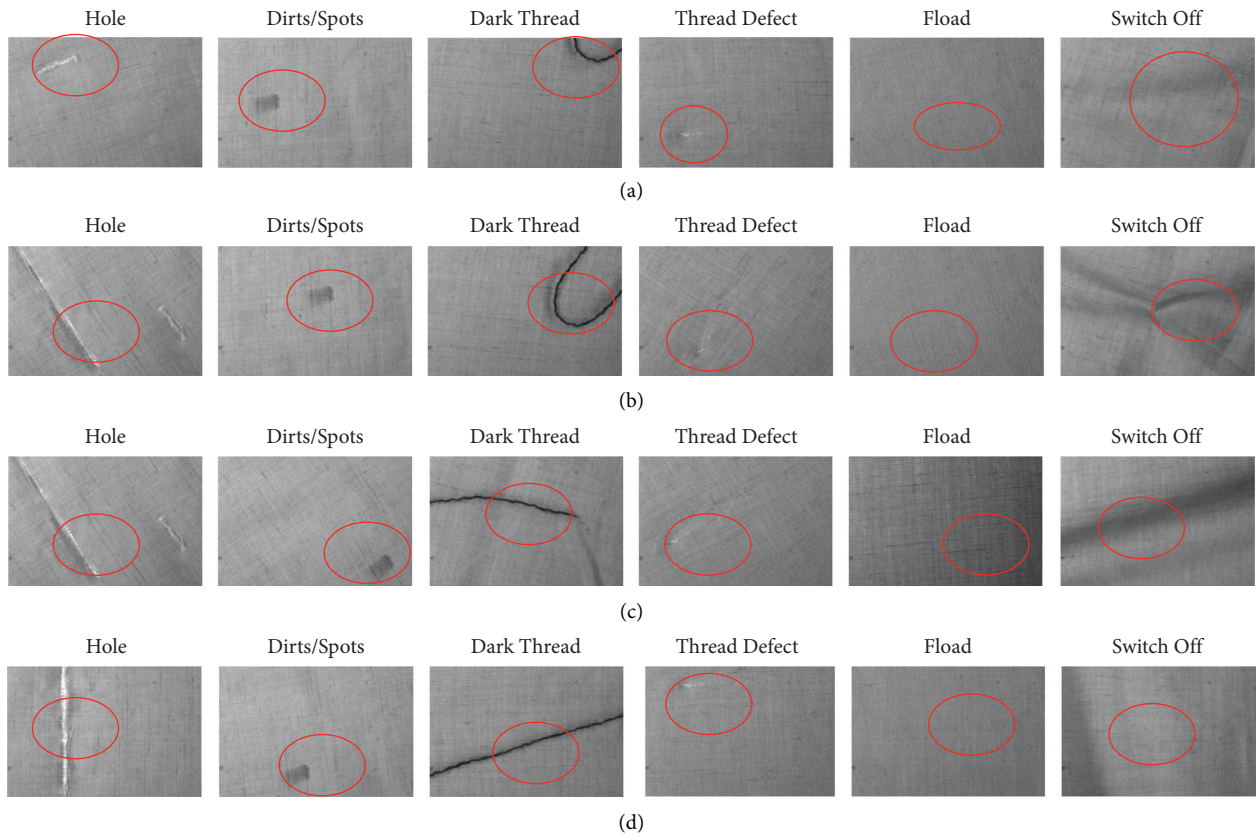 Hole Dirts/Spots Dark Thread Thread Defect Fload Switch Off
(a)
Hole Dirts/Spots Dark Thread Thread Defect Fload Switch Off
(b)
Hole Dirts/Spots Dark Thread Thread Defect Fload Switch Off
(c)
Hole Dirts/Spots Dark Thread Thread Defect Fload Switch Off
(d)